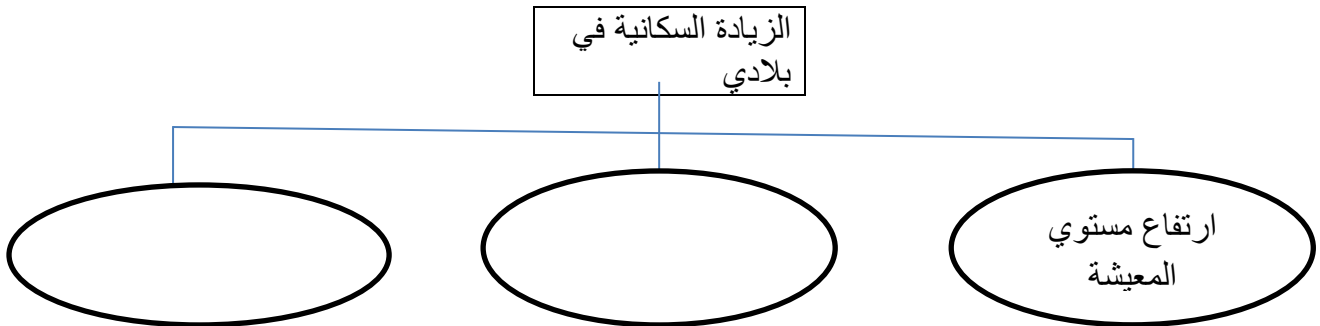 الزيادة السكانية في
بلادي
ارتفاع مستوي
المعيشة